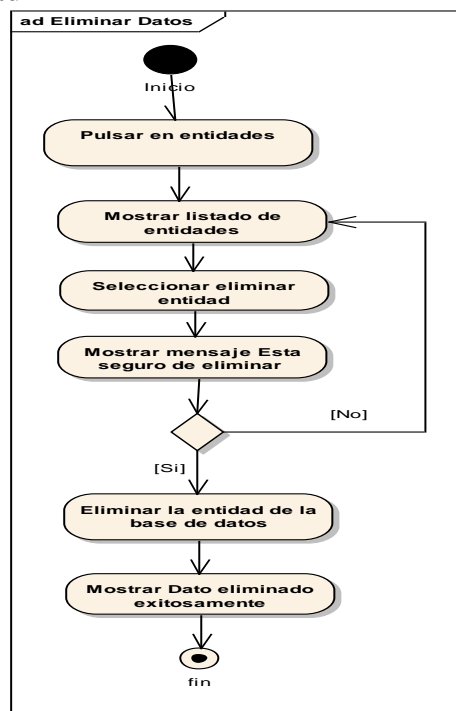 ad Eliminar Datos
Inicio
Pulsar en entidades
Mostrar listado de
entidades
Seleccionar eliminar
entidad
Mostrar mensaje Esta
seguro de eliminar
[No]
[Si]
Eliminar la entidad de la
base de datos
Mostrar Dato eliminado
exitosamente
fin